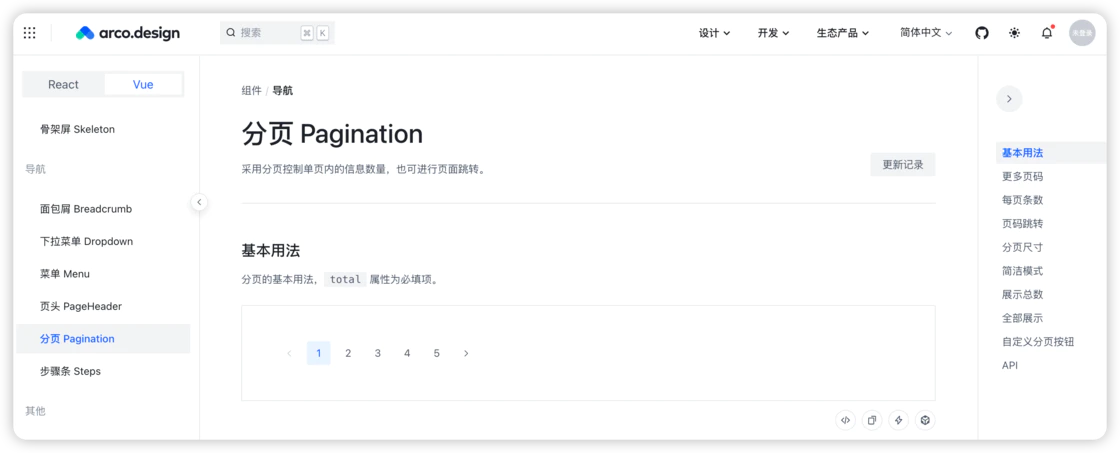 arco.design
搜索
⌘ K
设计
开发
生态产品
简体中文
未登录
React
Vue
骨架屏 Skeleton
导航
面包屑 Breadcrumb
下拉菜单 Dropdown
菜单 Menu
页头 PageHeader
分页 Pagination
步骤条 Steps
其他
组件 / 导航
分页 Pagination
采用分页控制单页内的信息数量，也可进行页面跳转。
更新记录
基本用法
分页的基本用法， total 属性为必填项。
1 2 3 4 5
基本用法
更多页码
每页条数
页码跳转
分页尺寸
简洁模式
展示总数
全部展示
自定义分页按钮
API